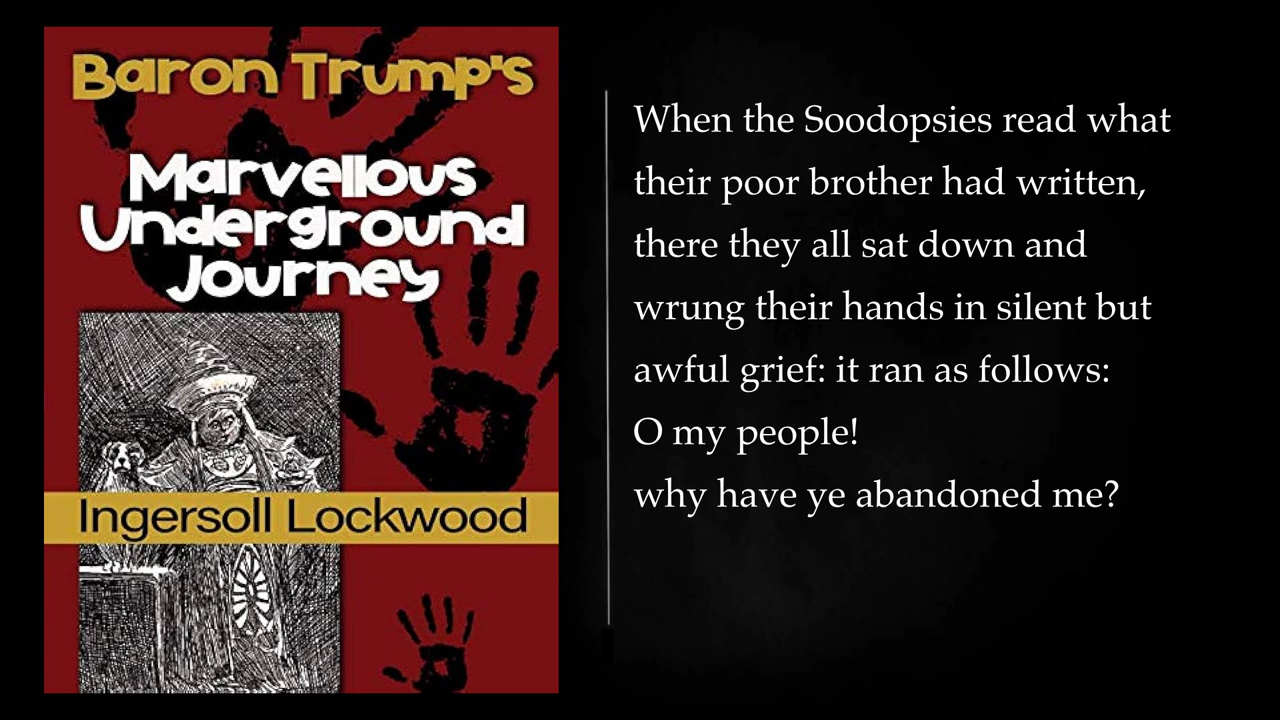 Baron Trump's
Marvellous
Underground
Journey
Ingersoll Lockwood
When the Soodopsies read what
their poor brother had written,
there they all sat down and
wrung their hands in silent but
awful grief: it ran as follows:
O my people!
why have ye abandoned me?